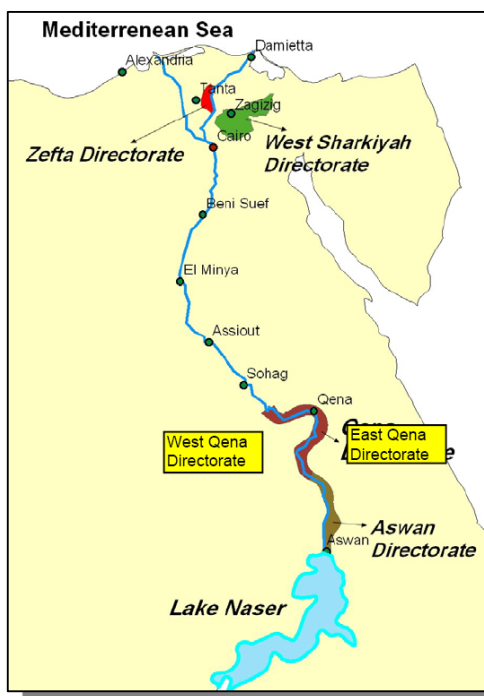 Mediterranean Sea
Damietta
Alexandria
Tanta
Zagizig
Zefta Directorate
Cairo
West Sharkiyah
Directorate
Beni Suef
El Minya
Assiout
Sohag
Qena
West Qena
Directorate
East Qena
Directorate
Aswan
Aswan
Directorate
Lake Naser